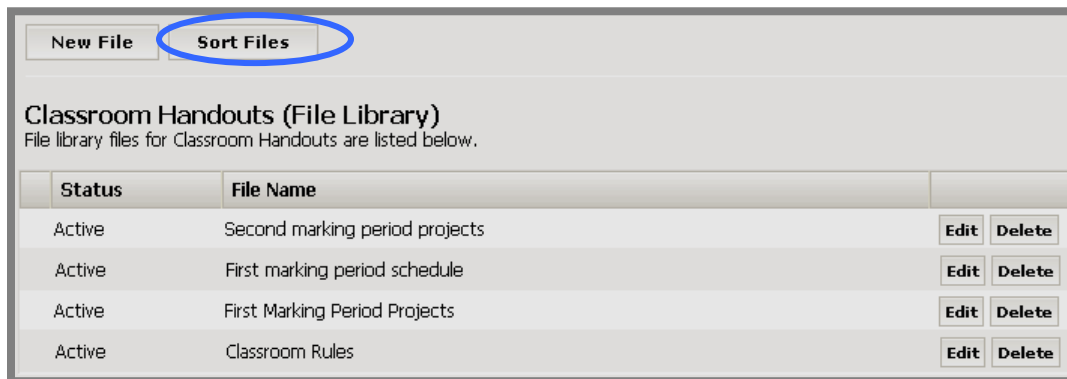 New File Sort Files
Classroom Handouts (File Library)
File library files for Classroom Handouts are listed below.
Status File Name
Active Second marking period projects Edit Delete
Active First marking period schedule Edit Delete
Active First Marking Period Projects Edit Delete
Active Classroom Rules Edit Delete